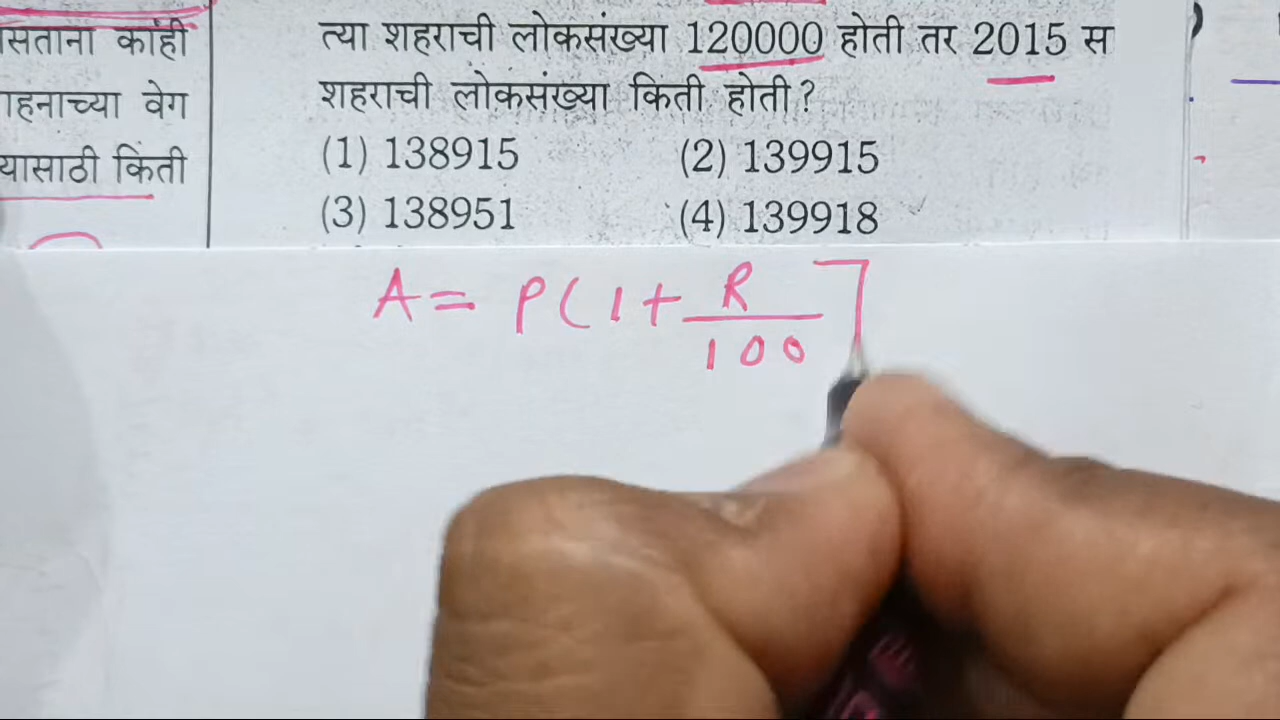 सताना काही
त्या शहराची लोकसंख्या 120000 होती तर 2015 स
ाहनाच्या वेग
शहराची लोकसंख्या किती होती?
यासाठी किती
(1) 138915 (2) 139915
(3) 138951 (4) 139918
A = P(1+ R/100]